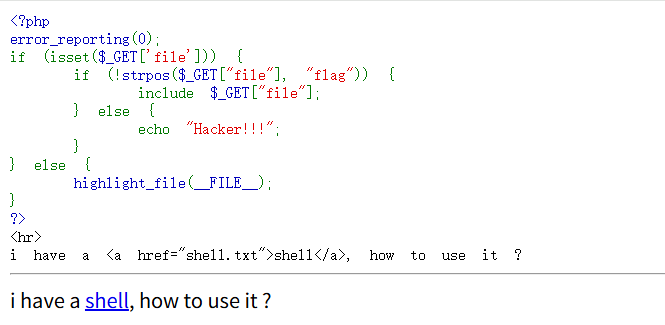 <?php
error_reporting(0);
if (isset($_GET['file'])) {
if (!strpos($_GET["file"], "flag")) {
include $_GET["file"];
} else {
echo "Hacker!!!";
}
} else {
highlight_file(__FILE__);
}
?>
<hr>
i have a <a href="shell.txt">shell</a>, how to use it ?
i have a shell, how to use it ?